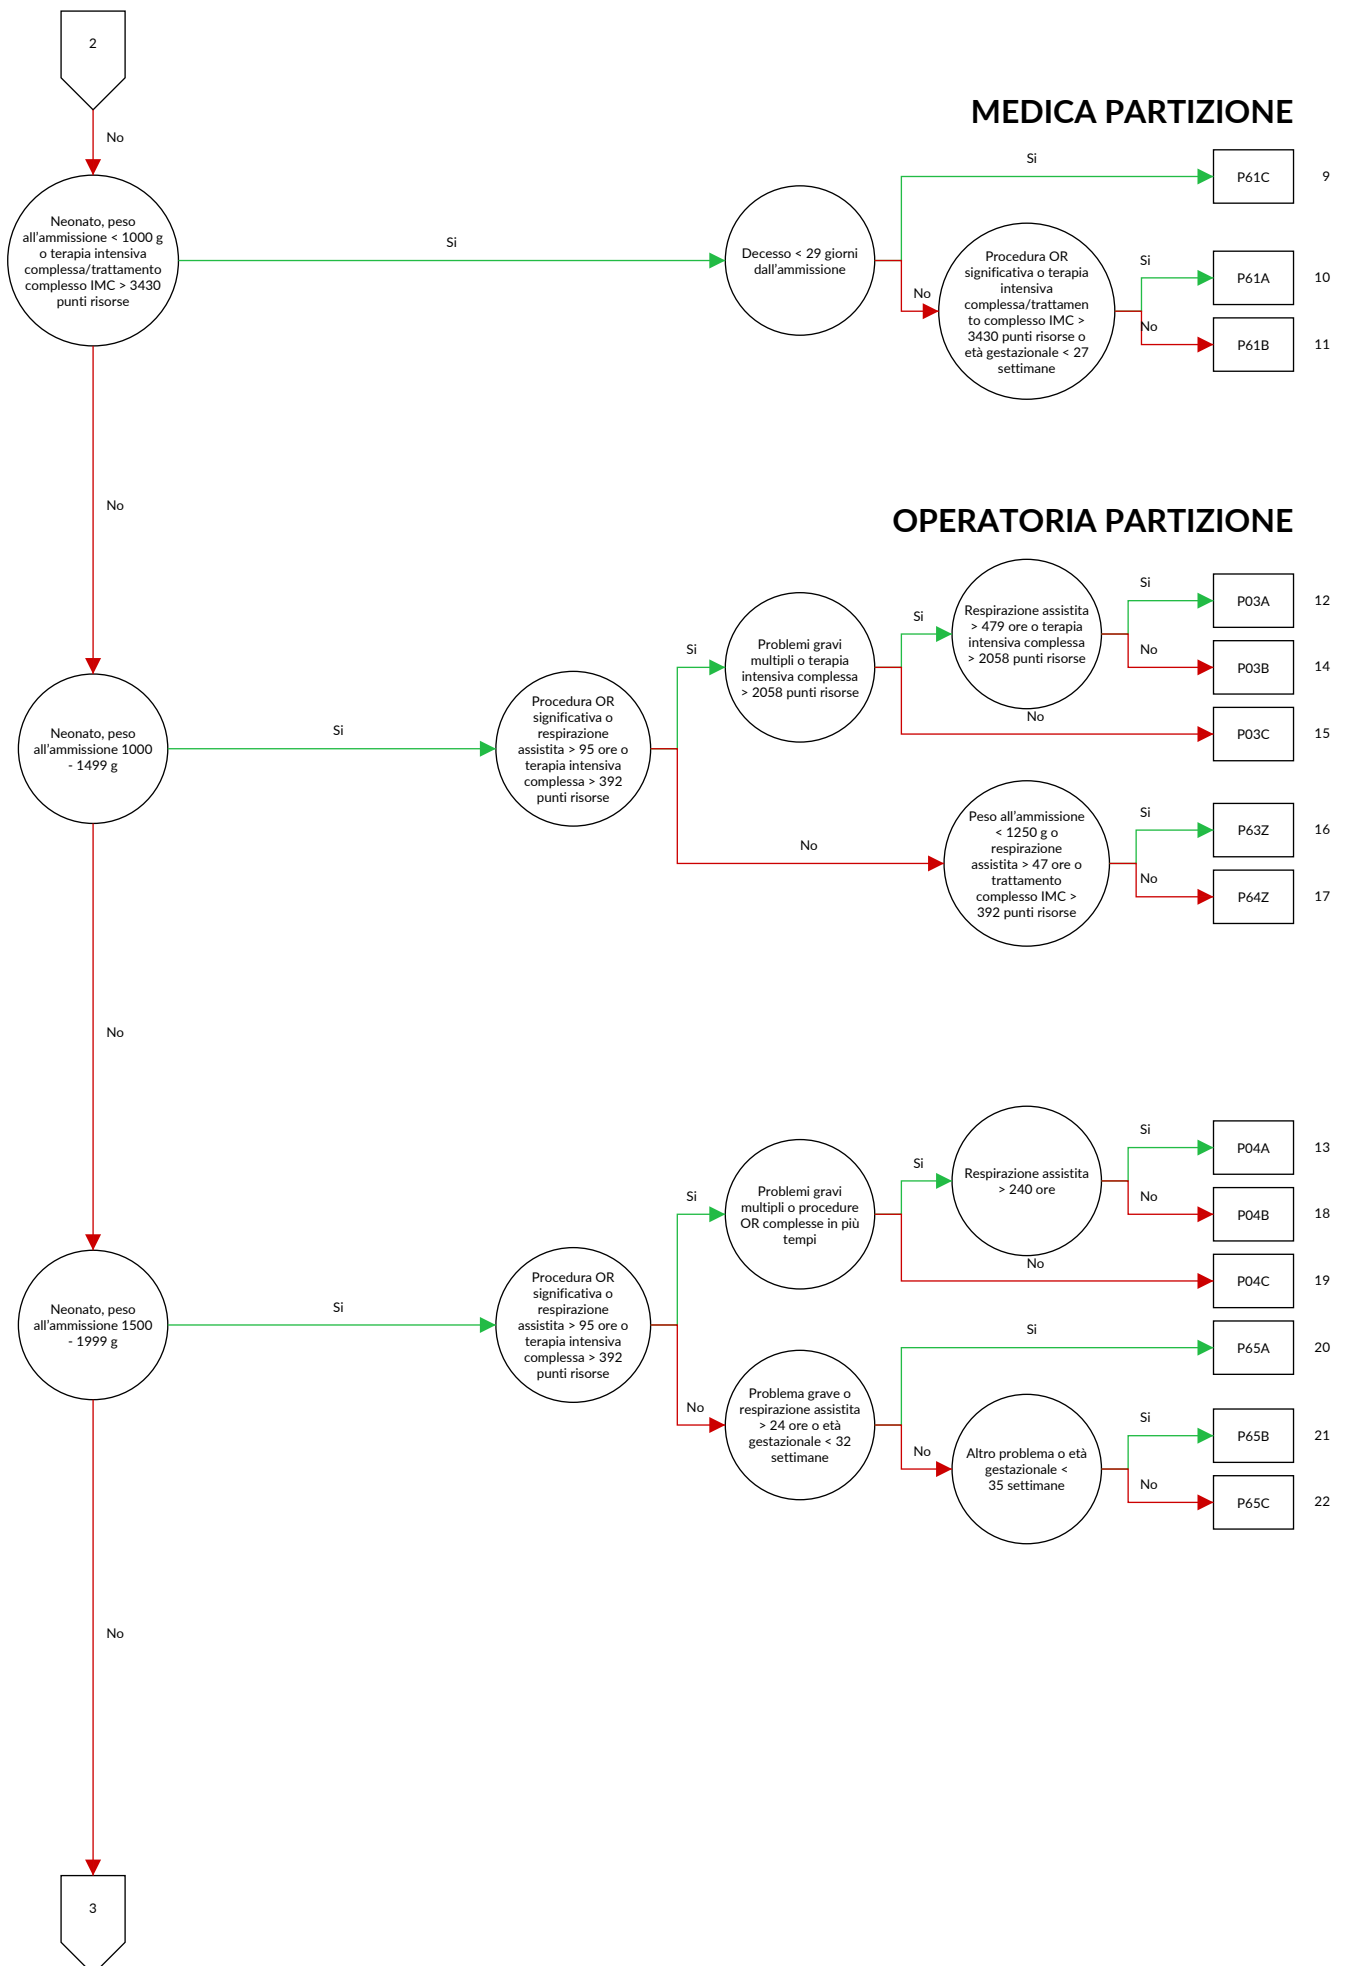 2
No
MEDICA PARTIZIONE
Neonato, peso
all'ammissione < 1000 g
o terapia intensiva
complessa/trattamento
complesso IMC > 3430
punti risorse
Si
Decesso < 29 giorni
dall'ammissione
Si
P61C
9
No
Procedura OR
significativa o terapia
intensiva
complessa/trattamen
to complesso IMC >
3430 punti risorse o
età gestazionale < 27
settimane
Si
P61A
10
No
P61B
11
No
OPERATORIA PARTIZIONE
Neonato, peso
all'ammissione 1000
- 1499 g
Si
Procedura OR
significativa o
respirazione
assistita > 95 ore o
terapia intensiva
complessa > 392
punti risorse
Si
Problemi gravi
multipli o terapia
intensiva complessa
> 2058 punti risorse
Si
Respirazione assistita
> 479 ore o terapia
intensiva complessa
> 2058 punti risorse
Si
P03A
12
No
P03B
14
No
P03C
15
No
Peso all'ammissione
< 1250 g o
respirazione
assistita > 47 ore o
trattamento
complesso IMC >
392 punti risorse
Si
P63Z
16
No
P64Z
17
No
Neonato, peso
all'ammissione 1500
- 1999 g
Si
Procedura OR
significativa o
respirazione
assistita > 95 ore o
terapia intensiva
complessa > 392
punti risorse
Si
Problemi gravi
multipli o procedure
OR complesse in più
tempi
Si
Respirazione assistita
> 240 ore
Si
P04A
13
No
P04B
18
No
P04C
19
No
Problema grave o
respirazione assistita
> 24 ore o età
gestazionale < 32
settimane
Si
P65A
20
No
Altro problema o età
gestazionale <
35 settimane
Si
P65B
21
No
P65C
22
No
3